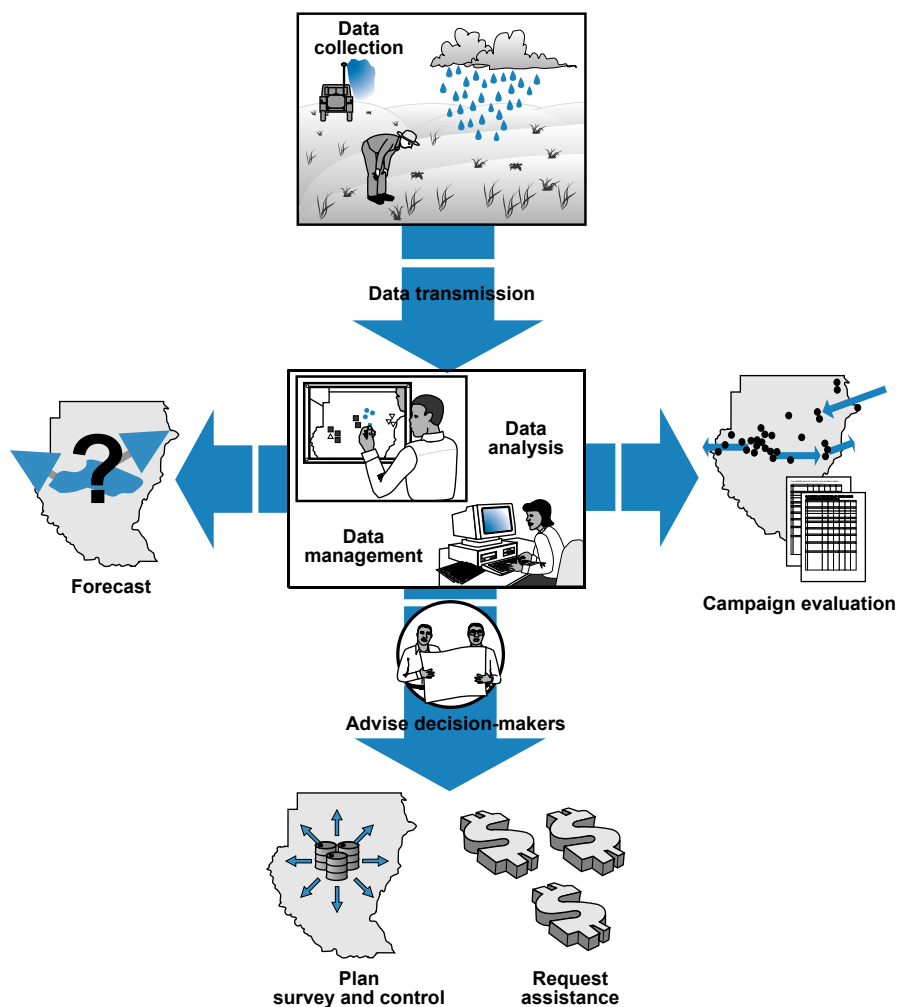 Data
collection
Data transmission
Data
analysis
Data
management
Forecast
Campaign evaluation
Advise decision-makers
Plan
survey and control
Request
assistance